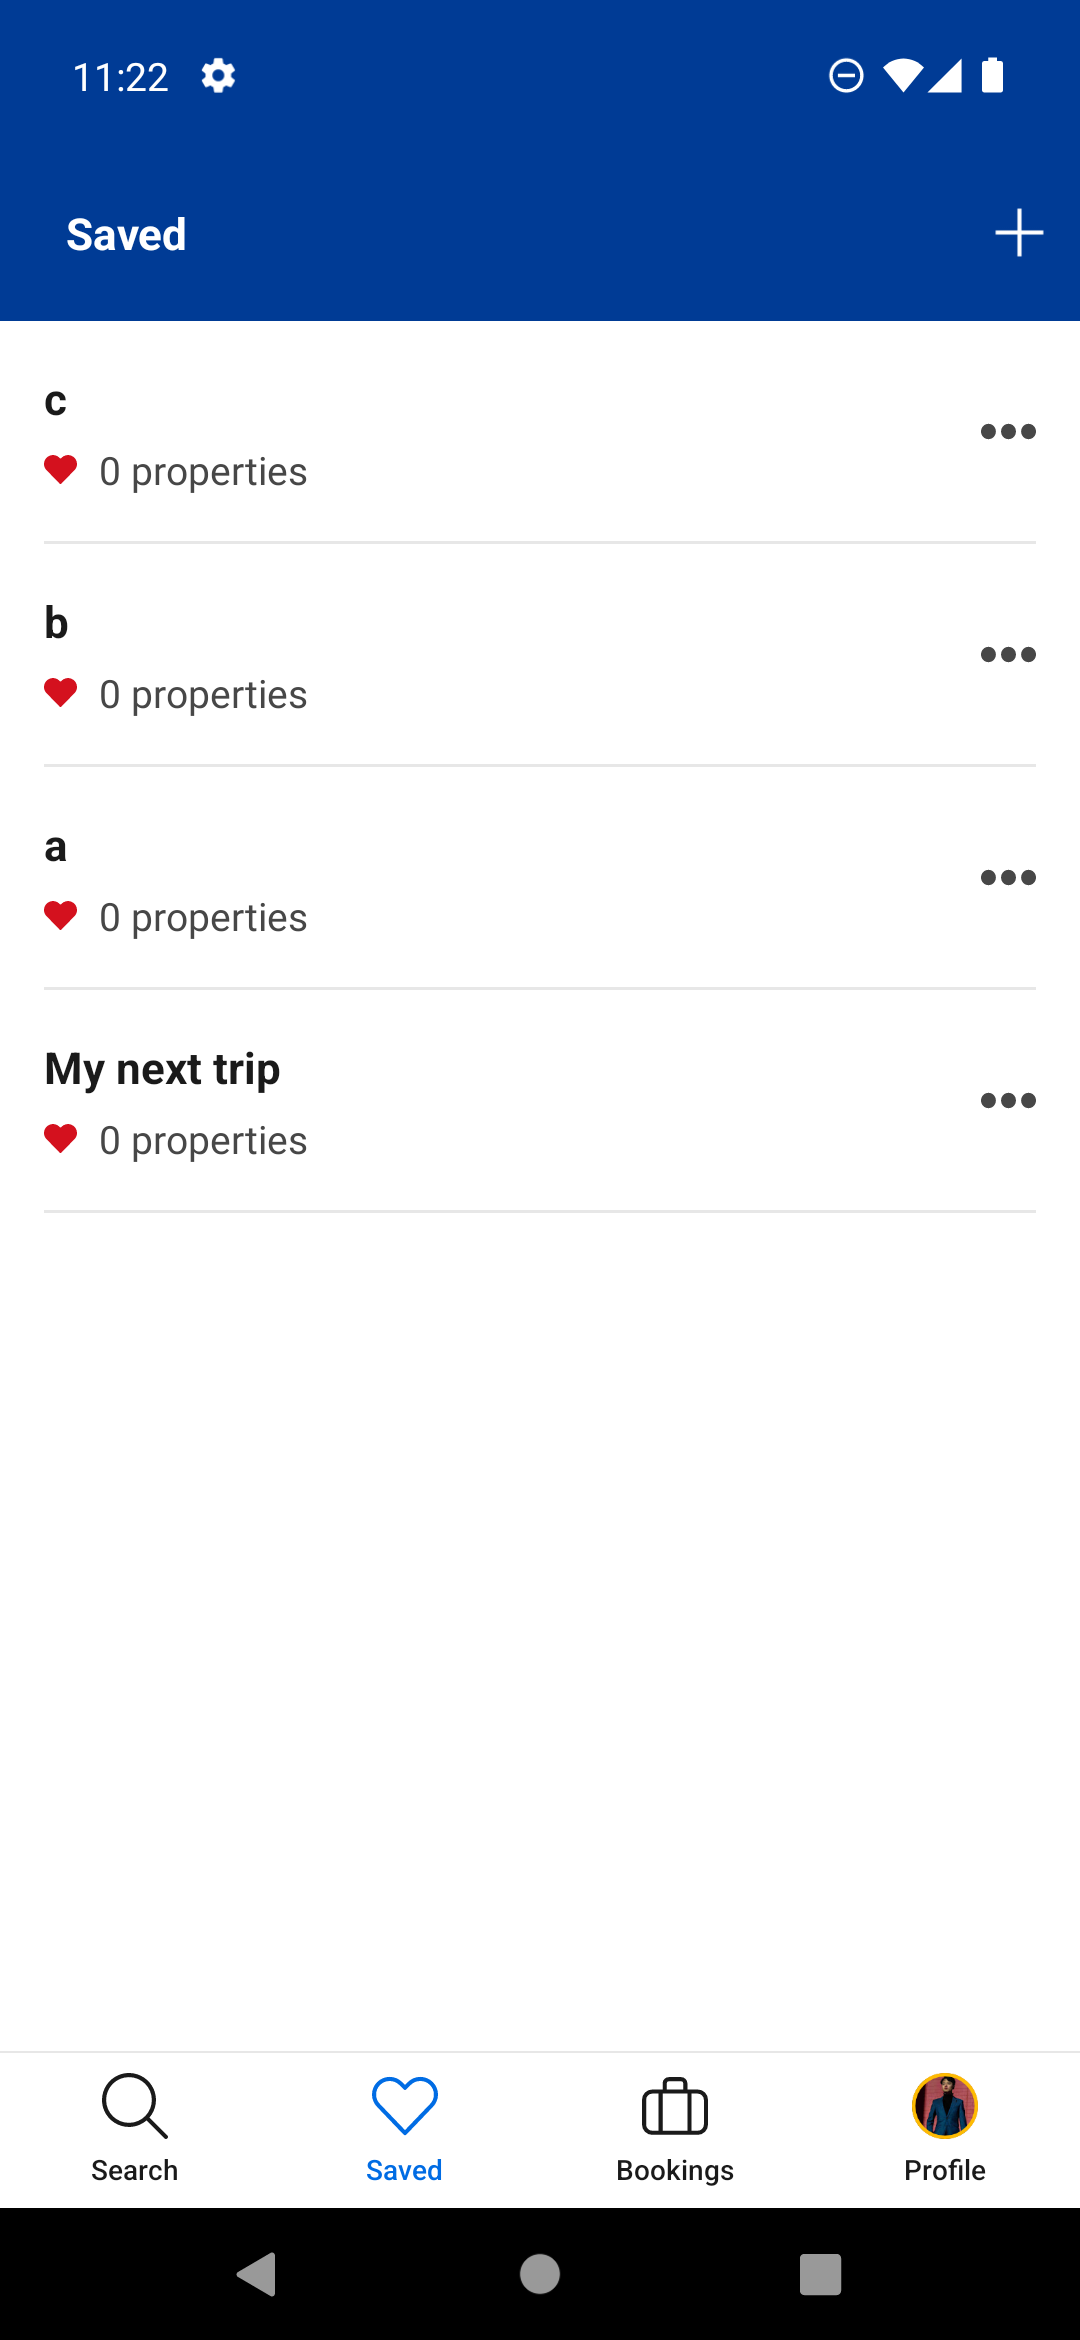 11:22
Saved
c
0 properties
b
0 properties
a
0 properties
My next trip
0 properties
Search
Saved
Bookings
Profile